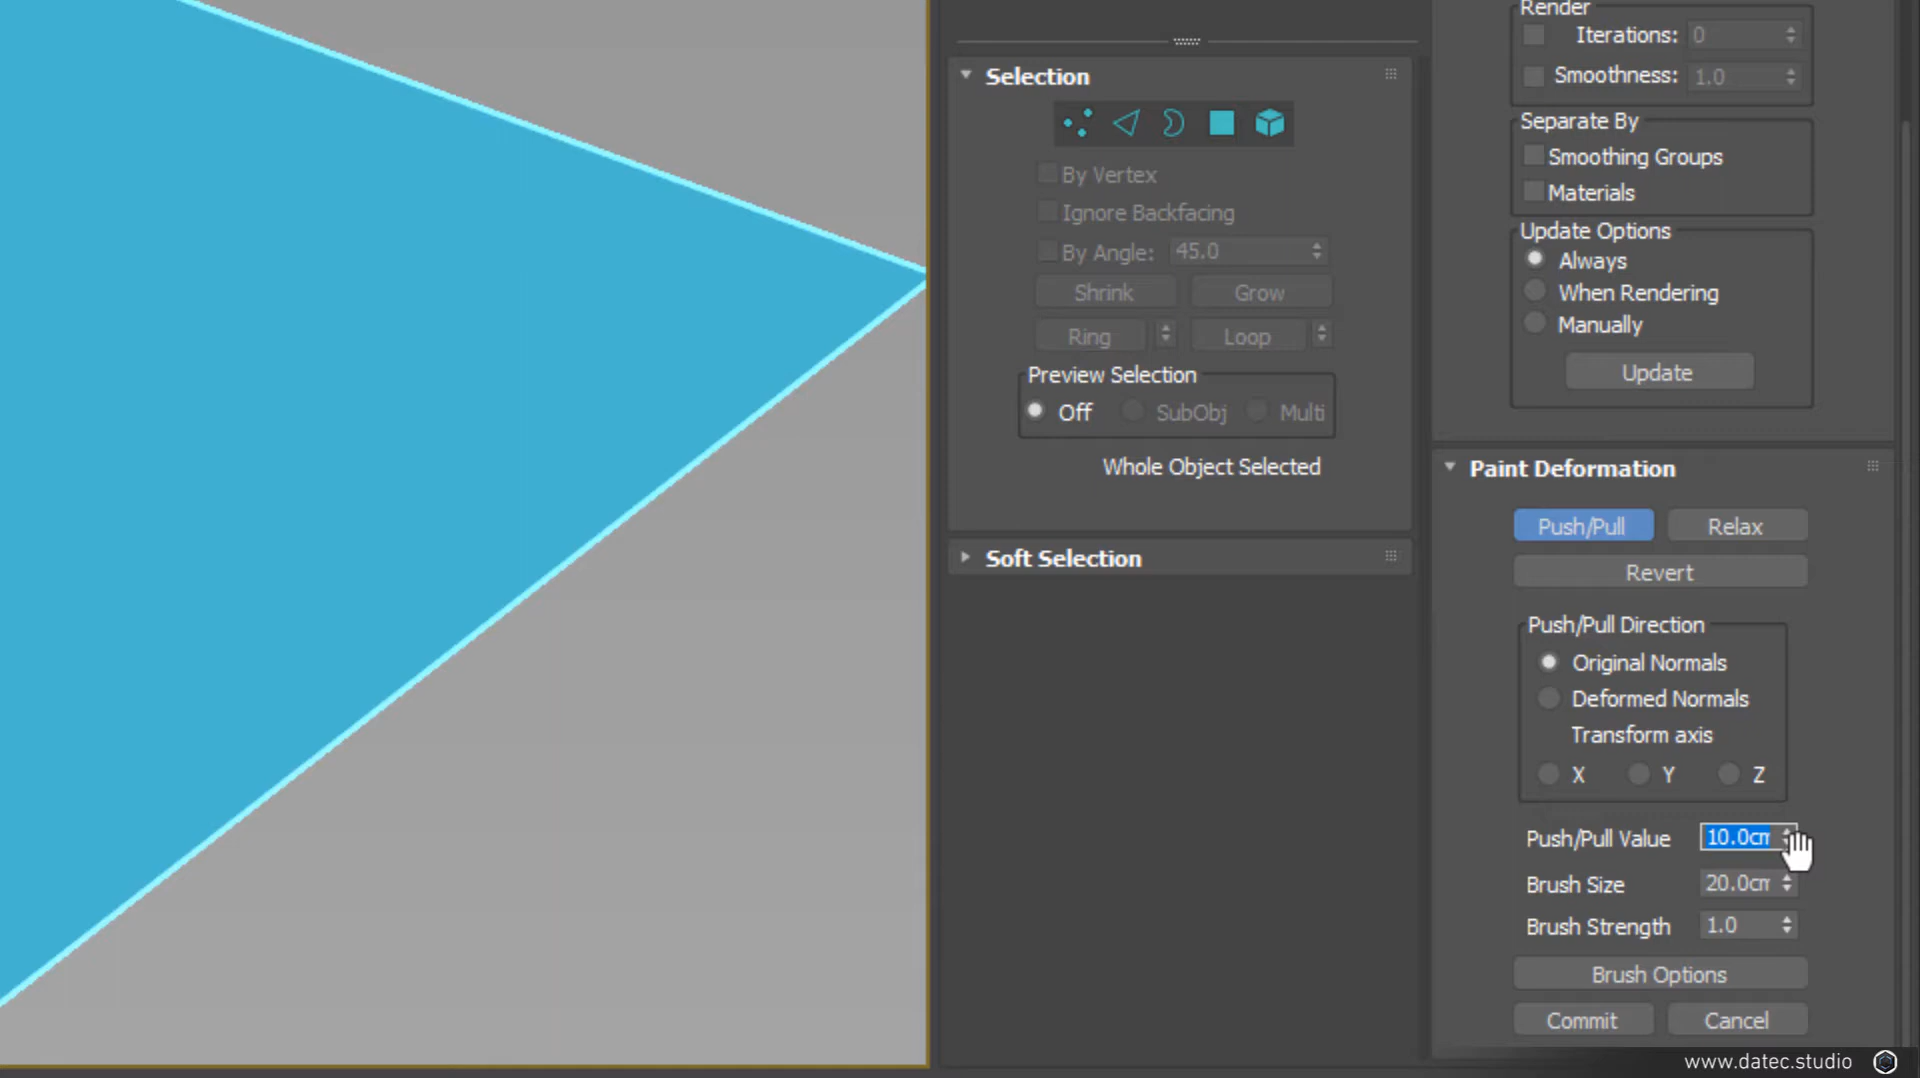 Selection
By Vertex
Ignore Backfacing
By Angle: 45.0
Shrink Grow
Ring Loop
Preview Selection
Off SubObj Multi
Whole Object Selected
Soft Selection
Render
Iterations: 0
Smoothness: 1.0
Separate By
Smoothing Groups
Materials
Update Options
Always
When Rendering
Manually
Update
Paint Deformation
Push/Pull Relax
Revert
Push/Pull Direction
Original Normals
Deformed Normals
Transform axis
X Y Z
Push/Pull Value 10.0cm
Brush Size 20.0cm
Brush Strength 1.0
Brush Options
Commit Cancel
www.datec.studio